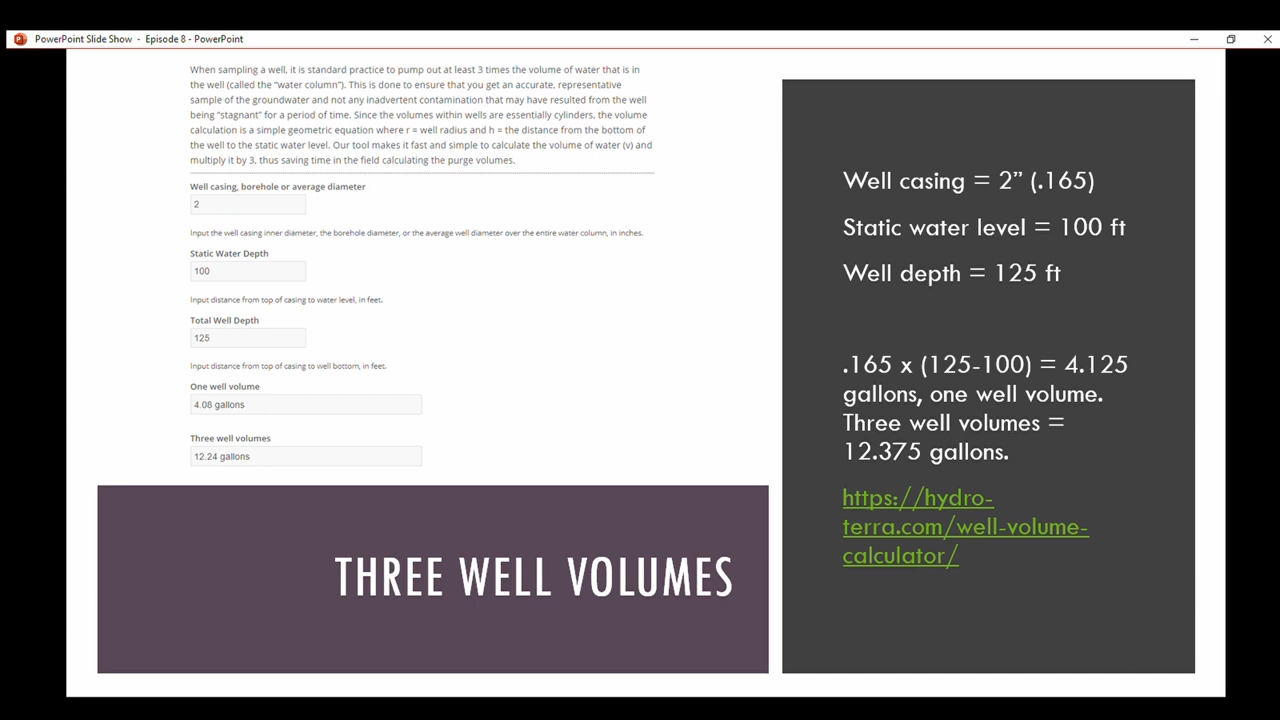 PowerPoint Slide Show - Episode 8 - PowerPoint
When sampling a well, it is standard practice to pump out at least 3 times the volume of water that is in
the well (called the “water column”). This is done to ensure that you get an accurate, representative
sample of the groundwater and not any inadvertent contamination that may have resulted from the well
being “stagnant” for a period of time. Since the volumes within wells are essentially cylinders, the volume
calculation is a simple geometric equation where r = well radius and h = the distance from the bottom of
the well to the static water level. Our tool makes it fast and simple to calculate the volume of water (v) and
multiply it by 3, thus saving time in the field calculating the purge volumes.
Well casing, borehole or average diameter
2
Input the well casing inner diameter, the borehole diameter, or the average well diameter over the entire water column, in inches.
Static Water Depth
100
Input distance from top of casing to water level, in feet.
Total Well Depth
125
Input distance from top of casing to well bottom, in feet.
One well volume
4.08 gallons
Three well volumes
12.24 gallons
THREE WELL VOLUMES
Well casing = 2” (.165)
Static water level = 100 ft
Well depth = 125 ft
.165 x (125-100) = 4.125
gallons, one well volume.
Three well volumes =
12.375 gallons.
https://hydro-
terra.com/well-volume-
calculator/